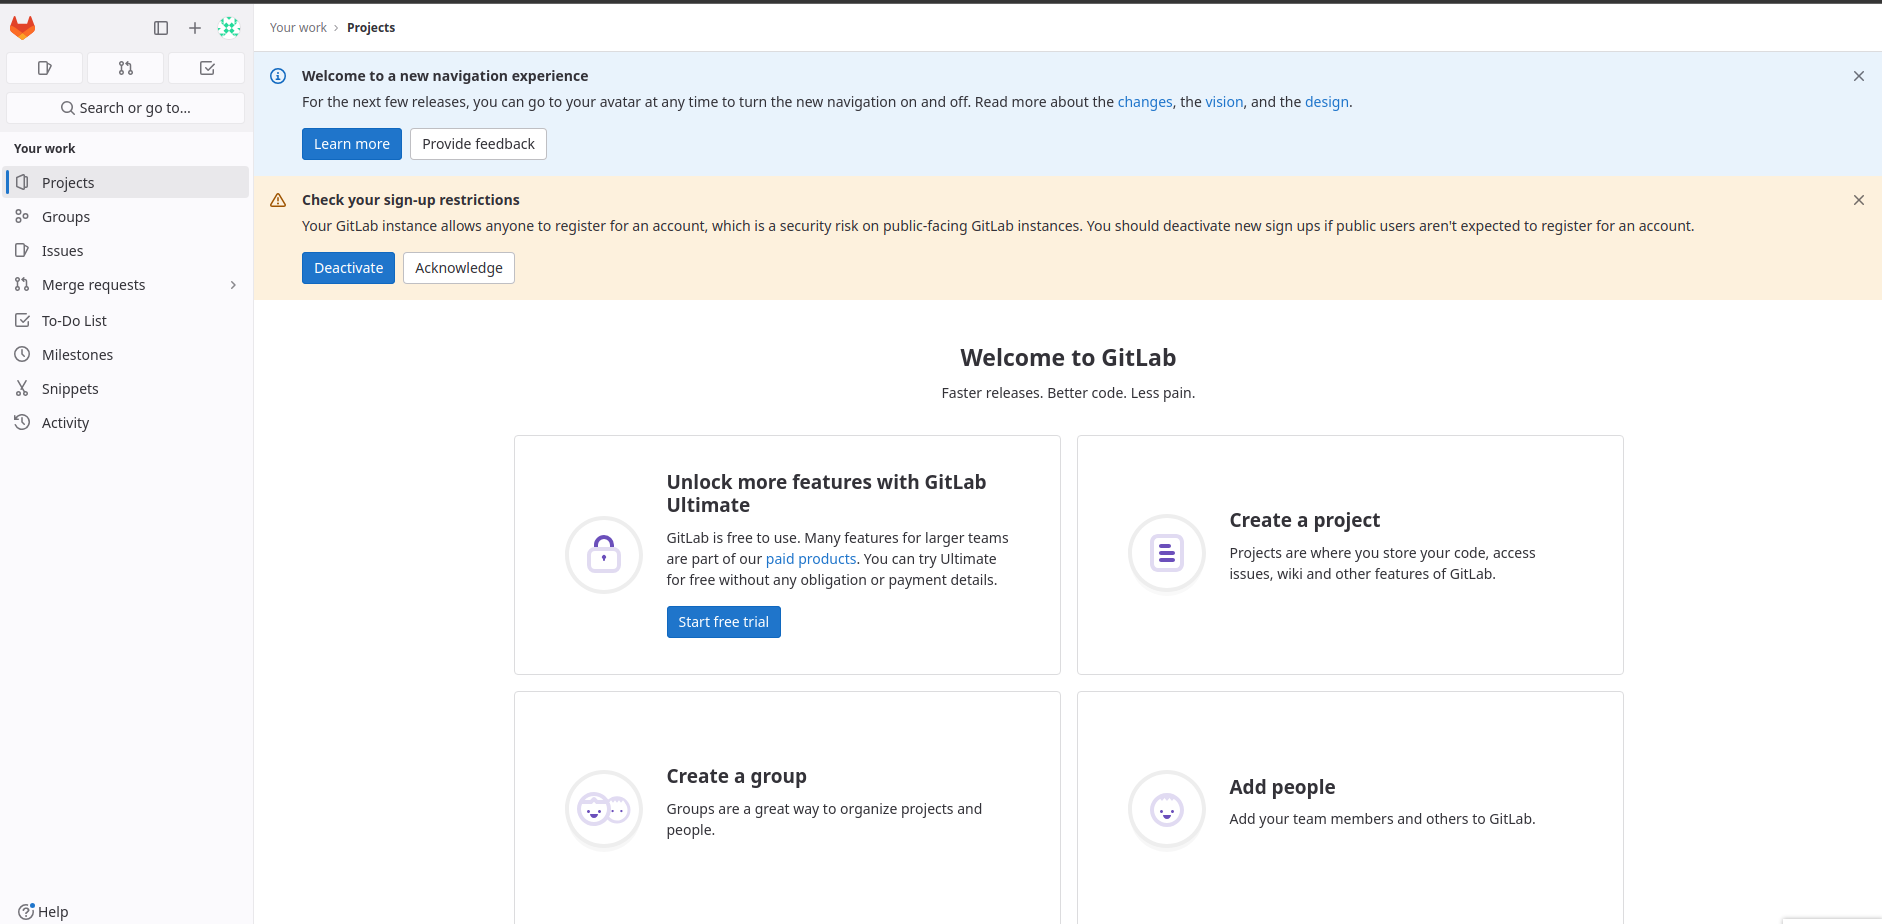 Your work › Projects
Search or go to...
Your work
Projects
Groups
Issues
Merge requests
To-Do List
Milestones
Snippets
Activity
Help
Welcome to a new navigation experience
For the next few releases, you can go to your avatar at any time to turn the new navigation on and off. Read more about the changes, the vision, and the design.
Learn more
Provide feedback
Check your sign-up restrictions
Your GitLab instance allows anyone to register for an account, which is a security risk on public-facing GitLab instances. You should deactivate new sign ups if public users aren't expected to register for an account.
Deactivate
Acknowledge
Welcome to GitLab
Faster releases. Better code. Less pain.
Unlock more features with GitLab
Ultimate
GitLab is free to use. Many features for larger teams
are part of our paid products. You can try Ultimate
for free without any obligation or payment details.
Start free trial
Create a project
Projects are where you store your code, access
issues, wiki and other features of GitLab.
Create a group
Groups are a great way to organize projects and
people.
Add people
Add your team members and others to GitLab.